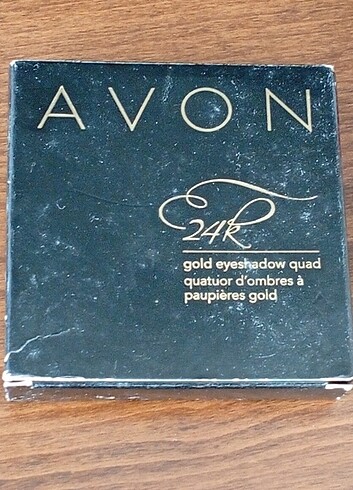 AVON
24k
gold eyeshadow quad
quatuor d'ombres à
paupières gold